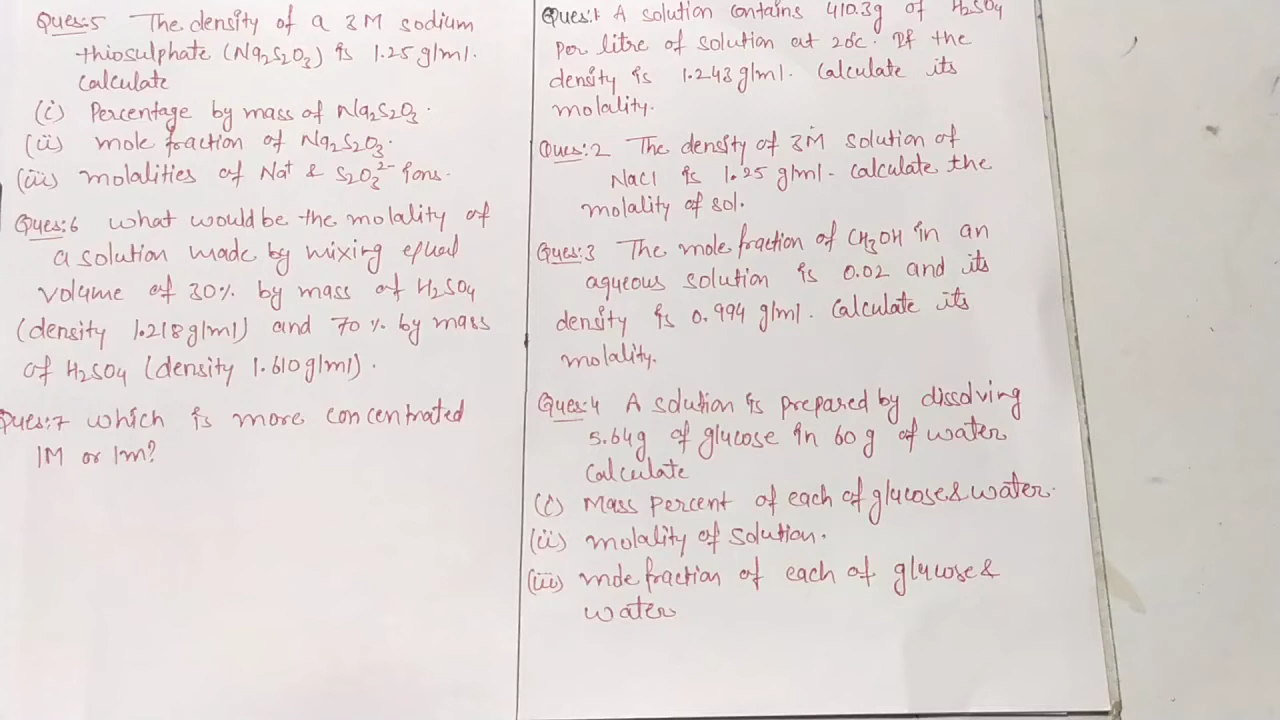 Ques:5 The density of a 3M sodium
thiosulphate (Na2S2O3) is 1.25 g/ml.
Calculate
(i) Percentage by mass of Na2S2O3.
(ii) mole fraction of Na2S2O3.
(iii) molalities of Na+ & S2O3^2- ions.
Ques:6 what would be the molality of
a solution made by mixing equal
volume of 30% by mass of H2SO4
(density 1.218 g/ml) and 70% by mass
of H2SO4 (density 1.610 g/ml).
Ques:7 which is more concentrated
1M or 1m?
Ques:1 A solution contains 410.3g of H2SO4
per litre of solution at 20°c. If the
density is 1.243 g/ml. Calculate its
molality.
Ques:2 The density of 3M solution of
NaCl is 1.25 g/ml. calculate the
molality of sol.
Ques:3 The mole fraction of CH3OH in an
aqueous solution is 0.02 and its
density is 0.994 g/ml. Calculate its
molality.
Ques:4 A solution is prepared by dissolving
5.64g of glucose in 60 g of water
Calculate
(i) Mass percent of each of glucose & water.
(ii) molality of solution.
(iii) mole fraction of each of glucose &
water